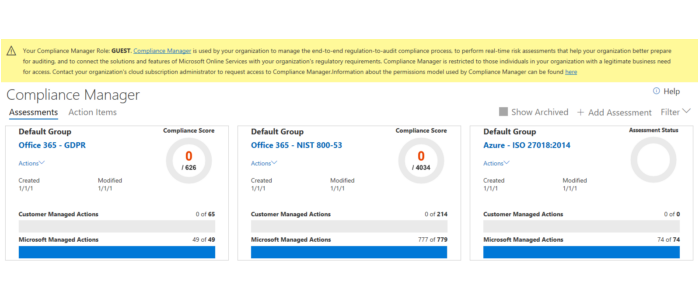 Your Compliance Manager Role: GUEST. Compliance Manager is used by your organization to manage the end-to-end regulation-to-audit compliance process, to perform real-time risk assessments that help your organization better prepare
for auditing, and to connect the solutions and features of Microsoft Online Services with your organization's regulatory requirements. Compliance Manager is restricted to those individuals in your organization with a legitimate business need
for access. Contact your organization's cloud subscription administrator to request access to Compliance Manager.Information about the permissions model used by Compliance Manager can be found here
Help
Compliance Manager
Assessments Action Items
Show Archived + Add Assessment Filter
Default Group Compliance Score
Office 365 - GDPR
0
/ 626
Actions
Created Modified
1/1/1 1/1/1
Customer Managed Actions 0 of 65
Microsoft Managed Actions 49 of 49
Default Group Compliance Score
Office 365 - NIST 800-53
0
/ 4034
Actions
Created Modified
1/1/1 1/1/1
Customer Managed Actions 0 of 214
Microsoft Managed Actions 777 of 779
Default Group Assessment Status
Azure - ISO 27018:2014
Actions
Created Modified
1/1/1 1/1/1
Customer Managed Actions 0 of 0
Microsoft Managed Actions 74 of 74